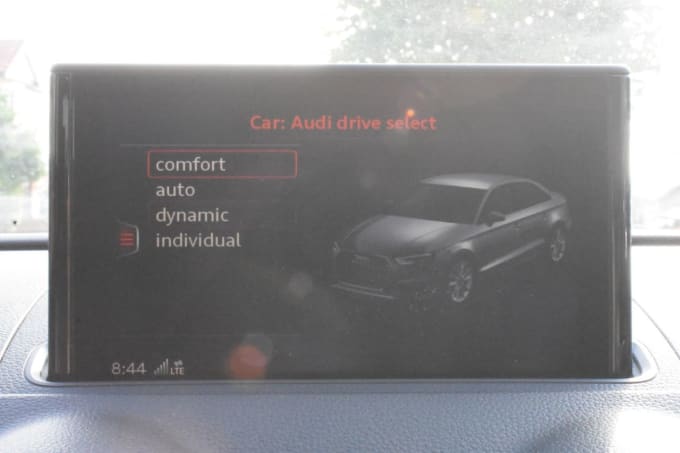 Car: Audi drive select
comfort
auto
dynamic
individual
8:44 LTE